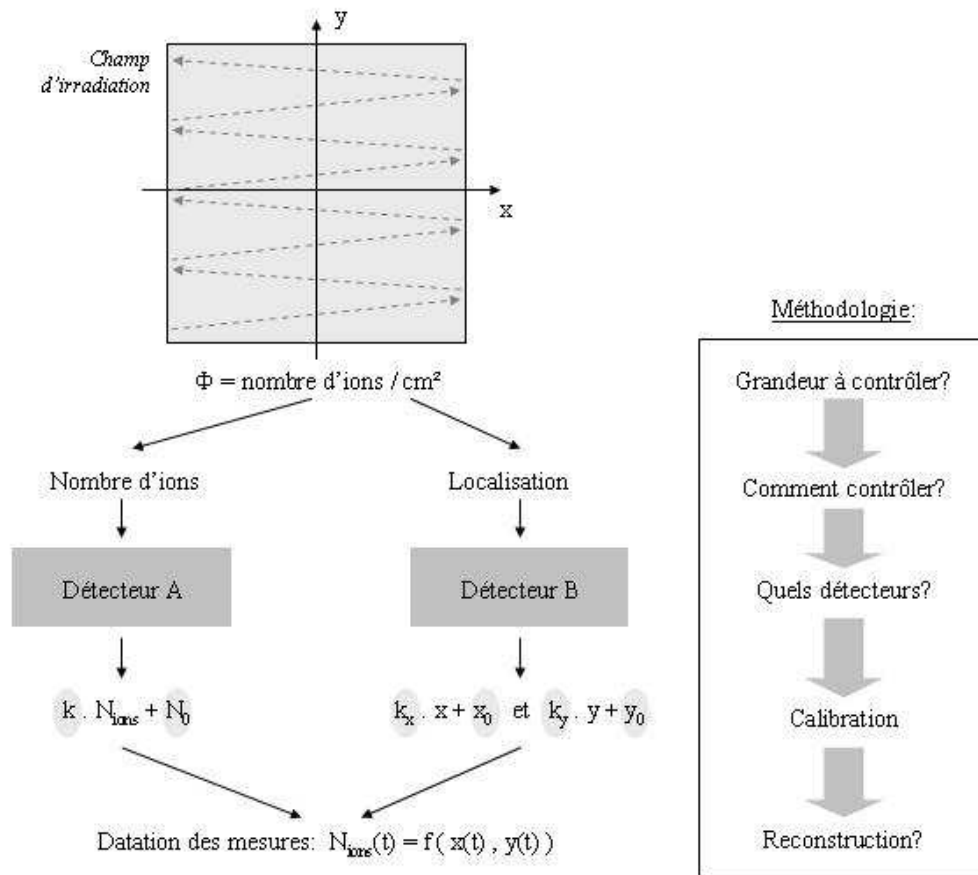 y
Champ
d'irradiation
x
Φ = nombre d'ions / cm²
Nombre d'ions
Localisation
Détecteur A
Détecteur B
k . N_ions + N_0
k_x . x + x_0 et k_y . y + y_0
Datation des mesures: N_ions(t) = f ( x(t) , y(t) )
Méthodologie:
Grandeur à contrôler?
Comment contrôler?
Quels détecteurs?
Calibration
Reconstruction?